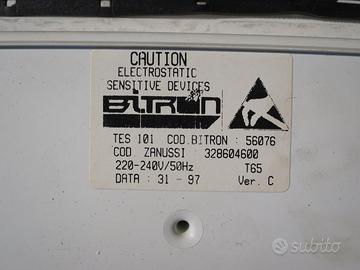 CAUTION
ELECTROSTATIC
SENSITIVE DEVICES
BITRON
TES 101 COD.BITRON : 56076
COD. ZANUSSI 328604600
220-240V/50Hz T65
DATA : 31 - 97 Ver. C
subito